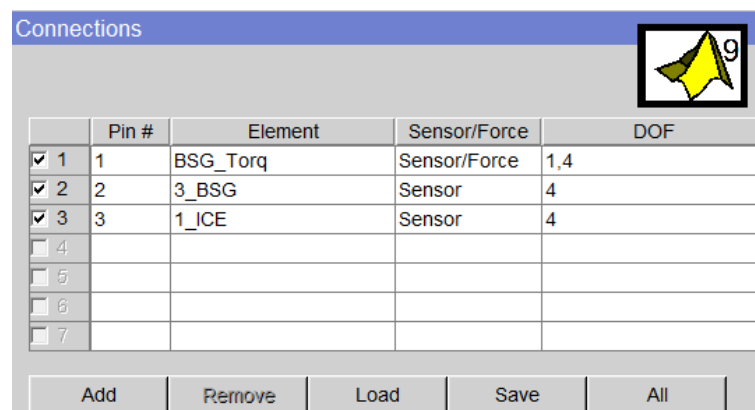 Connections
9
Pin # Element Sensor/Force DOF
1 1 BSG_Torq Sensor/Force 1,4
2 2 3_BSG Sensor 4
3 3 1_ICE Sensor 4
4
5
6
7
Add Remove Load Save All